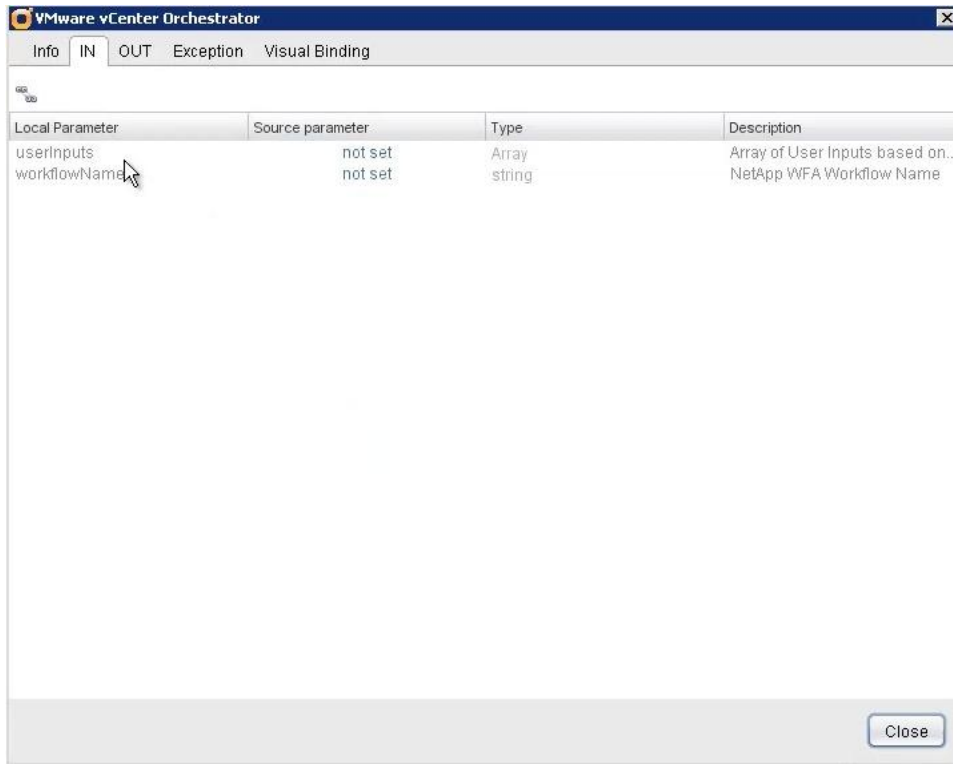 VMware vCenter Orchestrator
Info IN OUT Exception Visual Binding
Local Parameter Source parameter Type Description
userInputs not set Array Array of User Inputs based on..
workflowName not set string NetApp WFA Workflow Name
Close